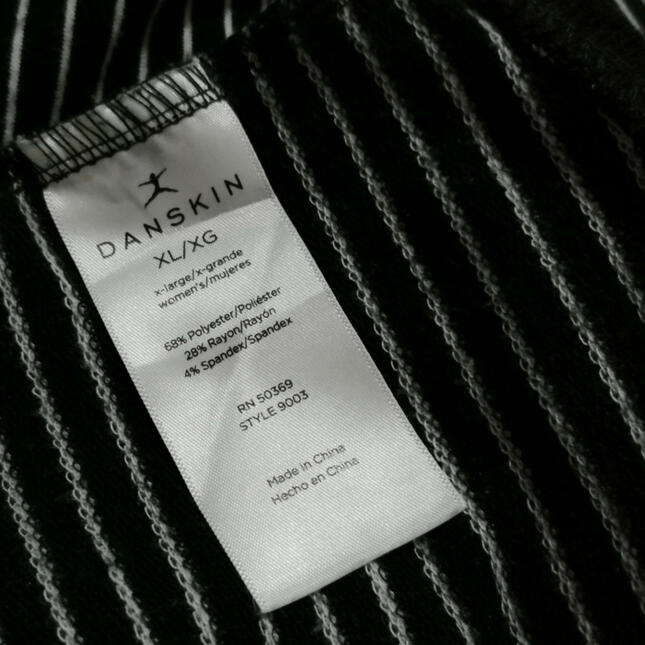 DANSKIN
XL/XG
x-large/x-grande
women's/mujeres
68% Polyester/Poliéster
28% Rayon/Rayón
4% Spandex/Spandex
RN 50369
STYLE 9003
Made in China
Hecho en China